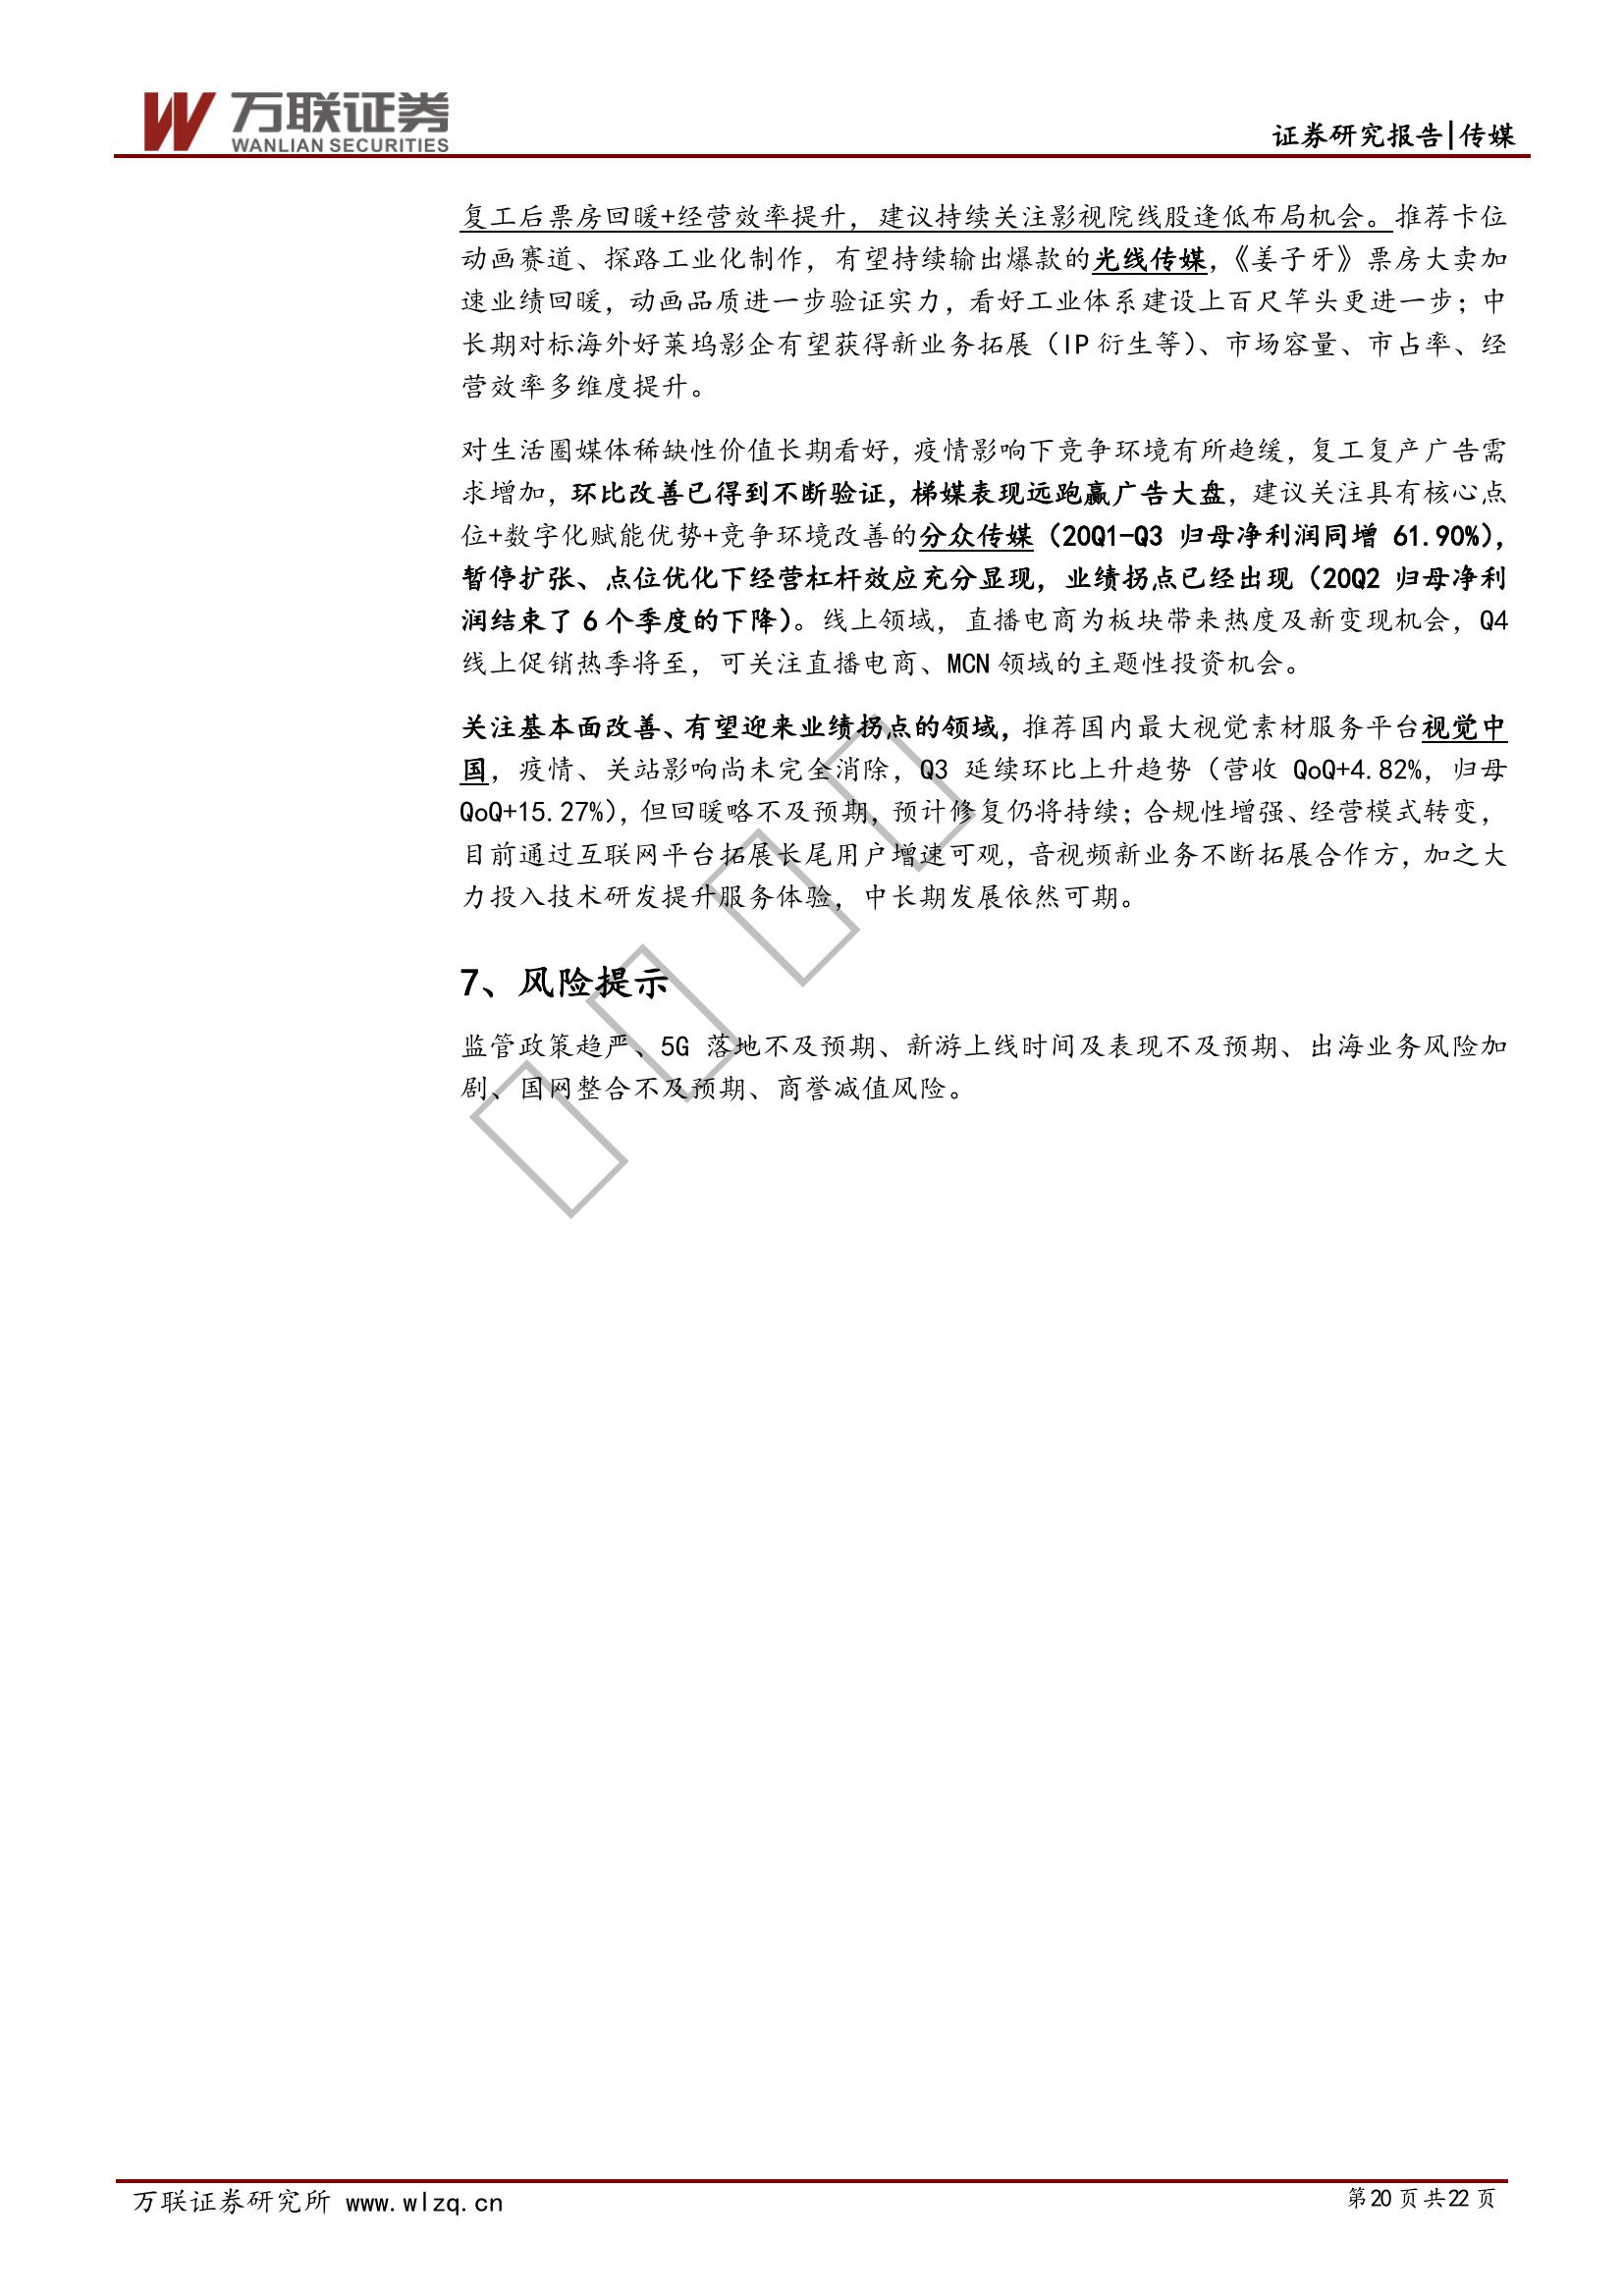 万联证券
WANLIAN SECURITIES
证券研究报告|传媒
复工后票房回暖+经营效率提升，建议持续关注影视院线股逢低布局机会。推荐卡位
动画赛道、探路工业化制作，有望持续输出爆款的光线传媒，《姜子牙》票房大卖加
速业绩回暖，动画品质进一步验证实力，看好工业体系建设上百尺竿头更进一步；中
长期对标海外好莱坞影企有望获得新业务拓展（IP 衍生等）、市场容量、市占率、经
营效率多维度提升。
对生活圈媒体稀缺性价值长期看好，疫情影响下竞争环境有所趋缓，复工复产广告需
求增加，环比改善已得到不断验证，梯媒表现远跑赢广告大盘，建议关注具有核心点
位+数字化赋能优势+竞争环境改善的分众传媒（20Q1-Q3 归母净利润同增 61.90%），
暂停扩张、点位优化下经营杠杆效应充分显现，业绩拐点已经出现（20Q2 归母净利
润结束了 6 个季度的下降）。线上领域，直播电商为板块带来热度及新变现机会，Q4
线上促销热季将至，可关注直播电商、MCN 领域的主题性投资机会。
关注基本面改善、有望迎来业绩拐点的领域，推荐国内最大视觉素材服务平台视觉中
国，疫情、关站影响尚未完全消除，Q3 延续环比上升趋势（营收 QoQ+4.82%，归母
QoQ+15.27%），但回暖略不及预期，预计修复仍将持续；合规性增强、经营模式转变，
目前通过互联网平台拓展长尾用户增速可观，音视频新业务不断拓展合作方，加之大
力投入技术研发提升服务体验，中长期发展依然可期。
7、风险提示
监管政策趋严、5G 落地不及预期、新游上线时间及表现不及预期、出海业务风险加
剧、国网整合不及预期、商誉减值风险。
万联证券研究所 www.wlzq.cn
第20 页 共22 页